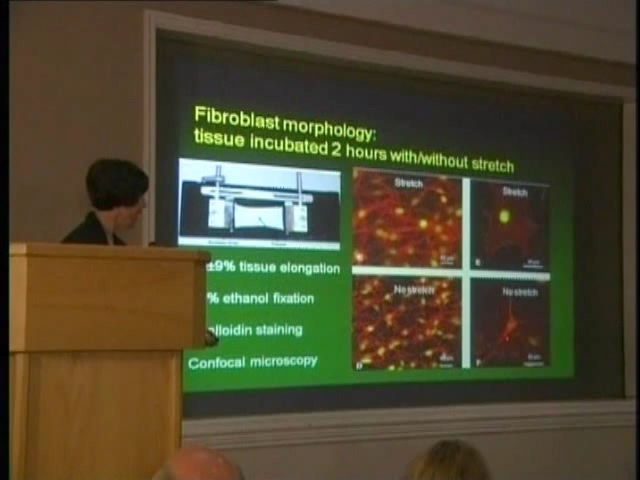 Fibroblast morphology:
tissue incubated 2 hours with/without stretch
Stretch
Stretch
±9% tissue elongation
% ethanol fixation
No stretch
No stretch
lloidin staining
Confocal microscopy